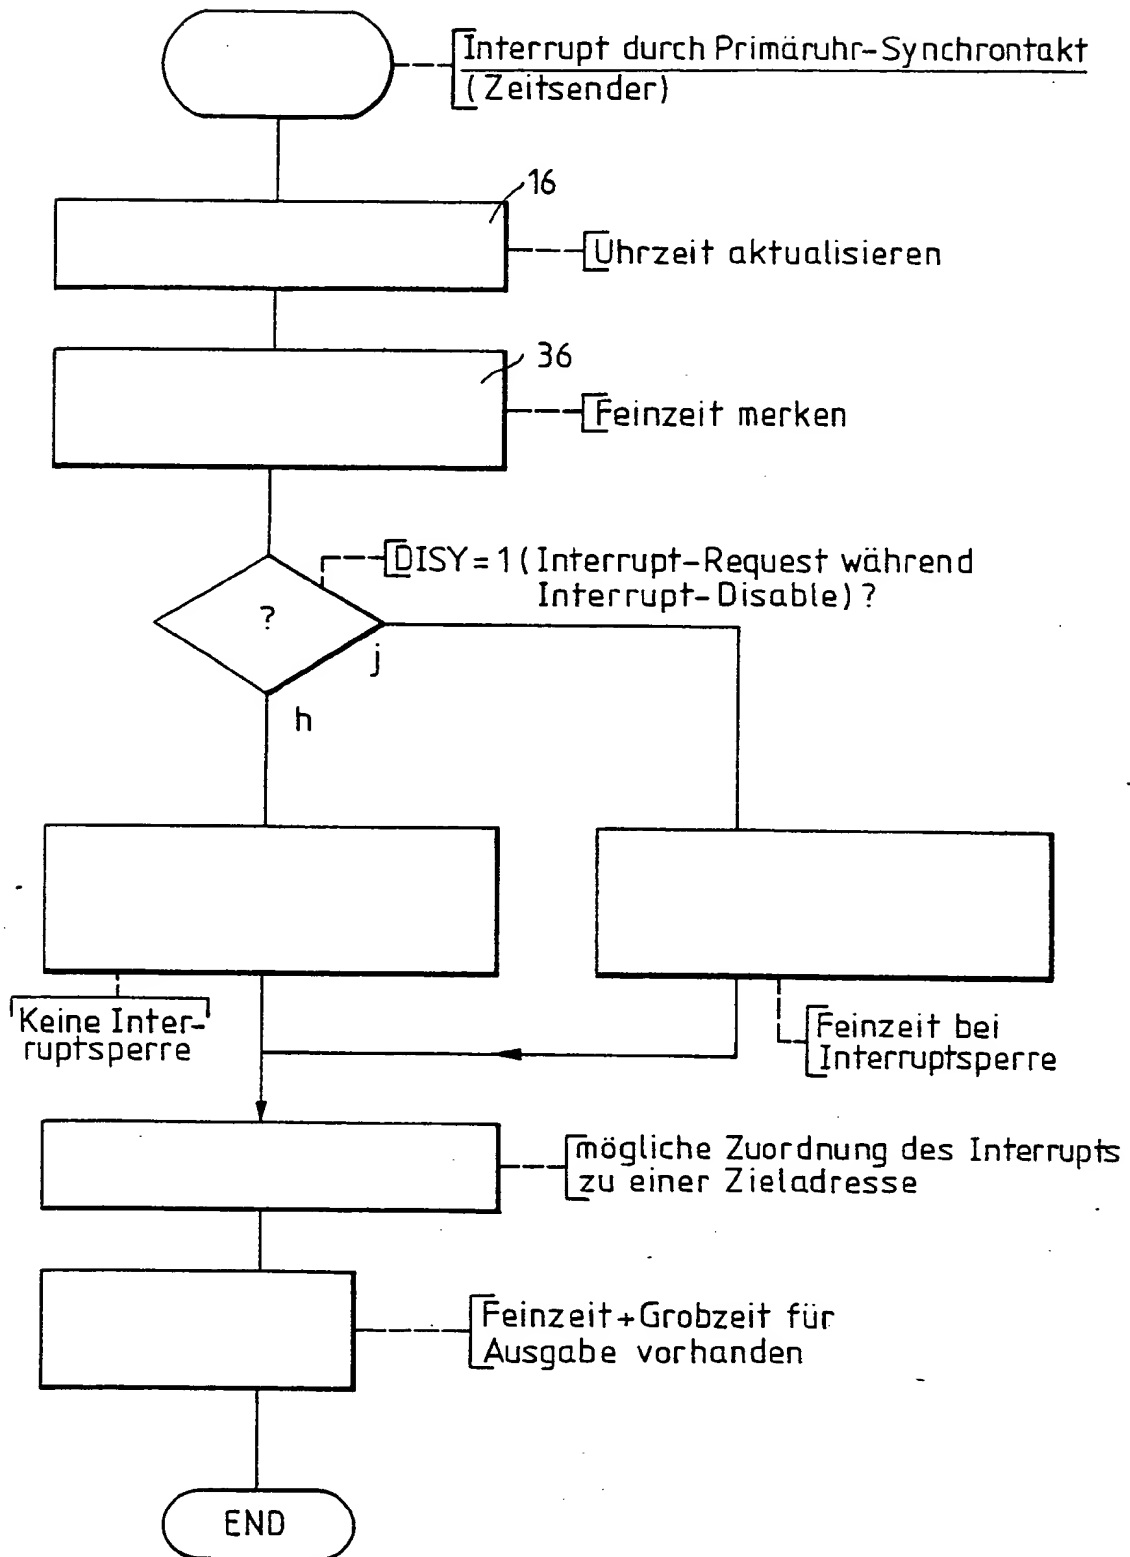 Interrupt durch Primäruhr-Synchrontakt
(Zeitsender)
16
Uhrzeit aktualisieren
36
Feinzeit merken
DISY=1(Interrupt-Request während
Interrupt-Disable)?
?
j
h
Keine Inter-
ruptsperre
Feinzeit bei
Interruptsperre
mögliche Zuordnung des Interrupts
zu einer Zieladresse
Feinzeit+Grobzeit für
Ausgabe vorhanden
END